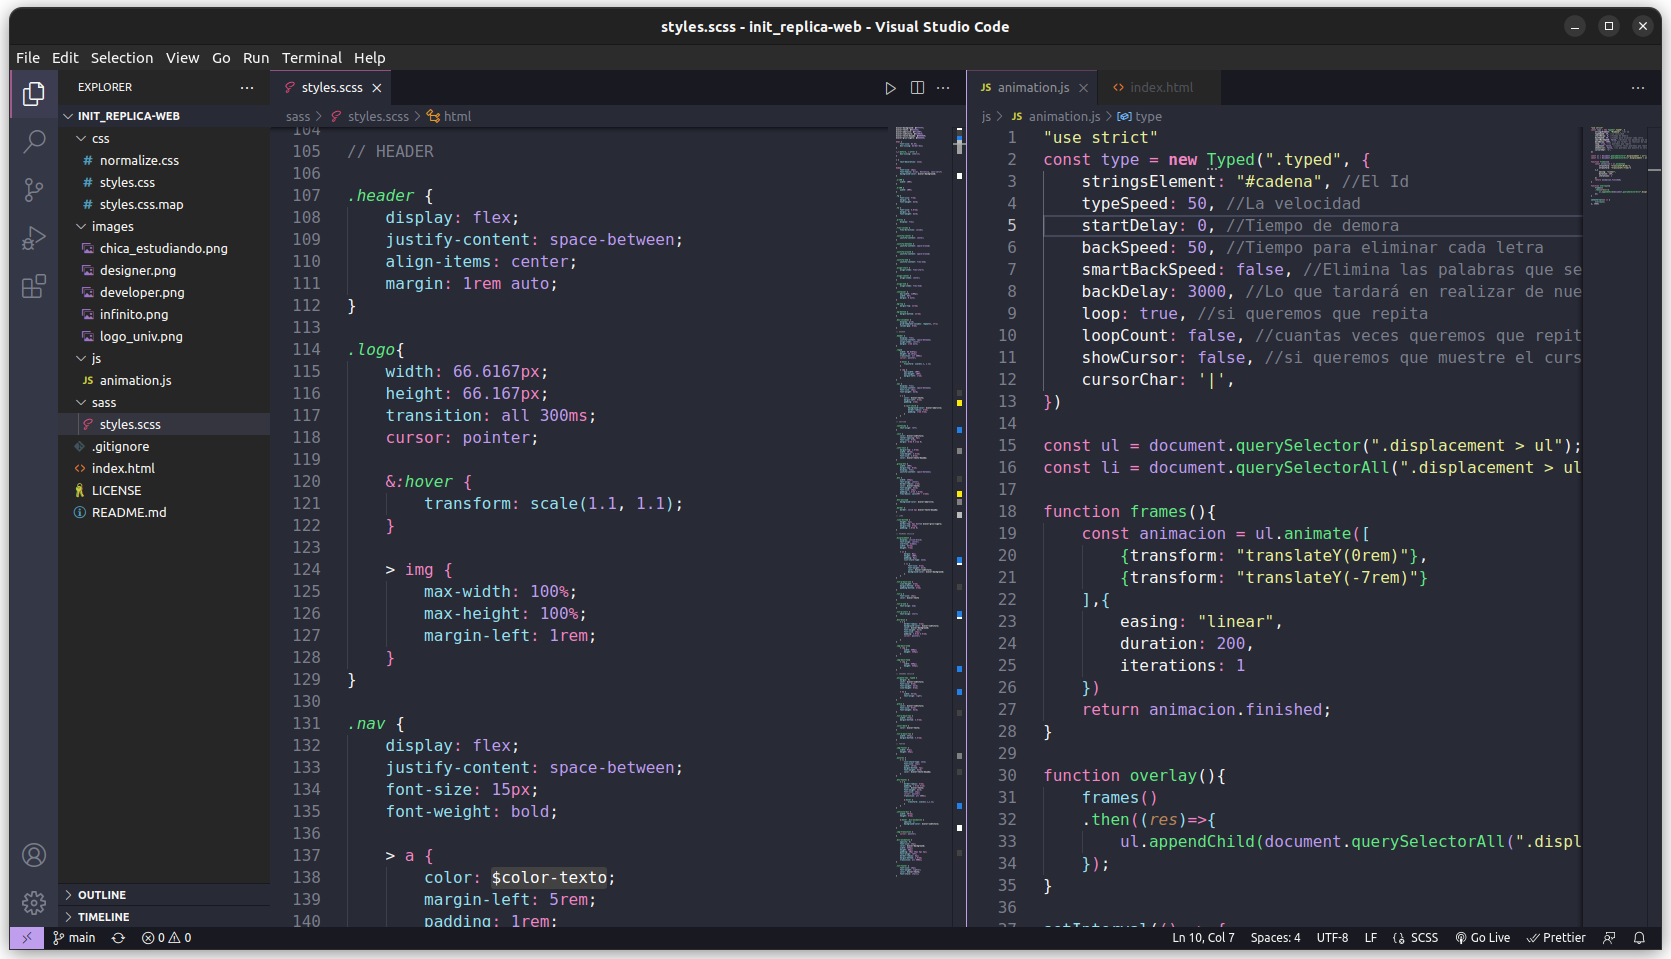 styles.scss - init_replica-web - Visual Studio Code
File Edit Selection View Go Run Terminal Help
EXPLORER
INIT_REPLICA-WEB
css
normalize.css
styles.css
styles.css.map
images
chica_estudiando.png
designer.png
developer.png
infinito.png
logo_univ.png
js
JS animation.js
sass
styles.scss
.gitignore
index.html
LICENSE
README.md
OUTLINE
TIMELINE
styles.scss
sass > styles.scss > html
104
105 // HEADER
106
107 .header {
108 display: flex;
109 justify-content: space-between;
110 align-items: center;
111 margin: 1rem auto;
112 }
113
114 .logo{
115 width: 66.6167px;
116 height: 66.167px;
117 transition: all 300ms;
118 cursor: pointer;
119
120 &:hover {
121 transform: scale(1.1, 1.1);
122 }
123
124 > img {
125 max-width: 100%;
126 max-height: 100%;
127 margin-left: 1rem;
128 }
129 }
130
131 .nav {
132 display: flex;
133 justify-content: space-between;
134 font-size: 15px;
135 font-weight: bold;
136
137 > a {
138 color: $color-texto;
139 margin-left: 5rem;
140 padding: 1rem;
JS animation.js
index.html
js > JS animation.js > type
1 "use strict"
2 const type = new Typed(".typed", {
3 stringsElement: "#cadena", //El Id
4 typeSpeed: 50, //La velocidad
5 startDelay: 0, //Tiempo de demora
6 backSpeed: 50, //Tiempo para eliminar cada letra
7 smartBackSpeed: false, //Elimina las palabras que se
8 backDelay: 3000, //Lo que tardará en realizar de nue
9 loop: true, //si queremos que repita
10 loopCount: false, //cuantas veces queremos que repit
11 showCursor: false, //si queremos que muestre el curs
12 cursorChar: '|',
13 })
14
15 const ul = document.querySelector(".displacement > ul");
16 const li = document.querySelectorAll(".displacement > ul
17
18 function frames(){
19 const animacion = ul.animate([
20 {transform: "translateY(0rem)"},
21 {transform: "translateY(-7rem)"}
22 ],{
23 easing: "linear",
24 duration: 200,
25 iterations: 1
26 })
27 return animacion.finished;
28 }
29
30 function overlay(){
31 frames()
32 .then((res)=>{
33 ul.appendChild(document.querySelectorAll(".displ
34 });
35 }
36
37 setInterval(() => {
main 0 0 Ln 10, Col 7 Spaces: 4 UTF-8 LF SCSS Go Live Prettier